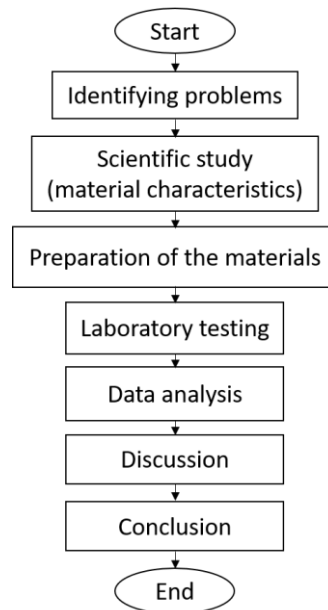 Start
Identifying problems
Scientific study
(material characteristics)
Preparation of the materials
Laboratory testing
Data analysis
Discussion
Conclusion
End